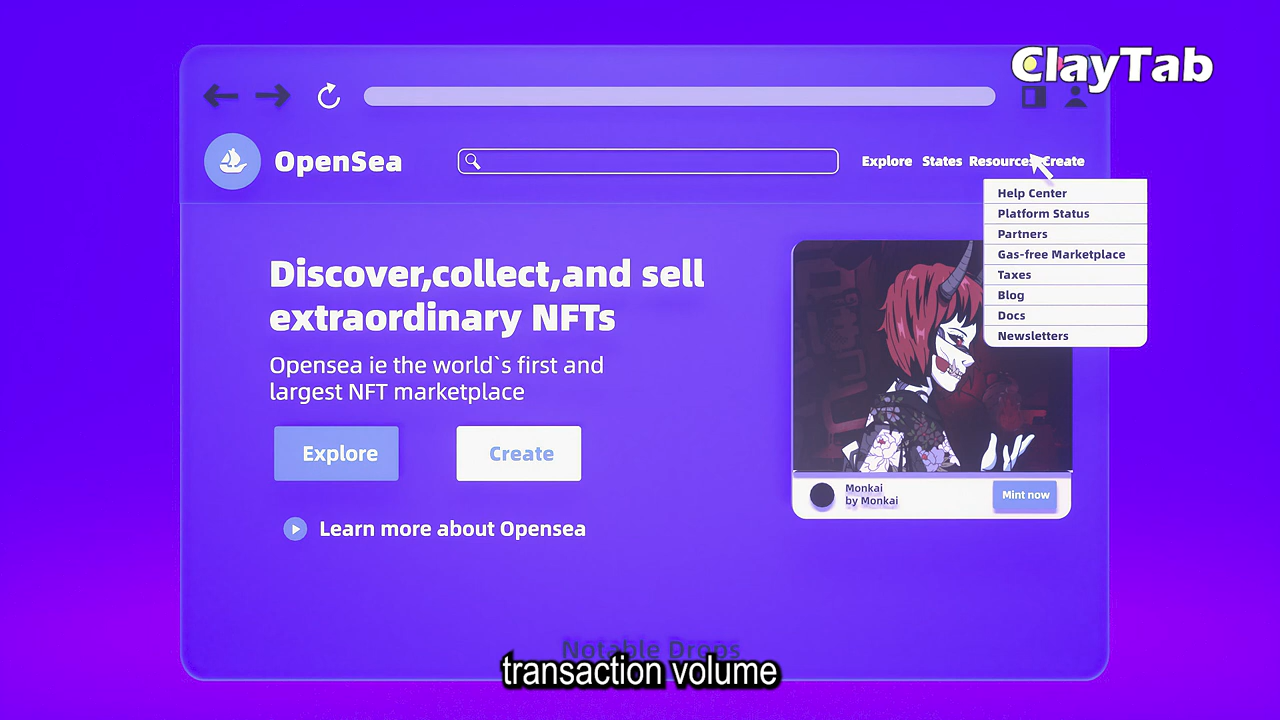 ClayTab
OpenSea
Explore States Resources Create
Help Center
Platform Status
Partners
Gas-free Marketplace
Taxes
Blog
Docs
Newsletters
Discover,collect,and sell
extraordinary NFTs
Opensea ie the world`s first and
largest NFT marketplace
Explore
Create
Learn more about Opensea
Monkai
by Monkai
Mint now
Notable Drops
transaction volume